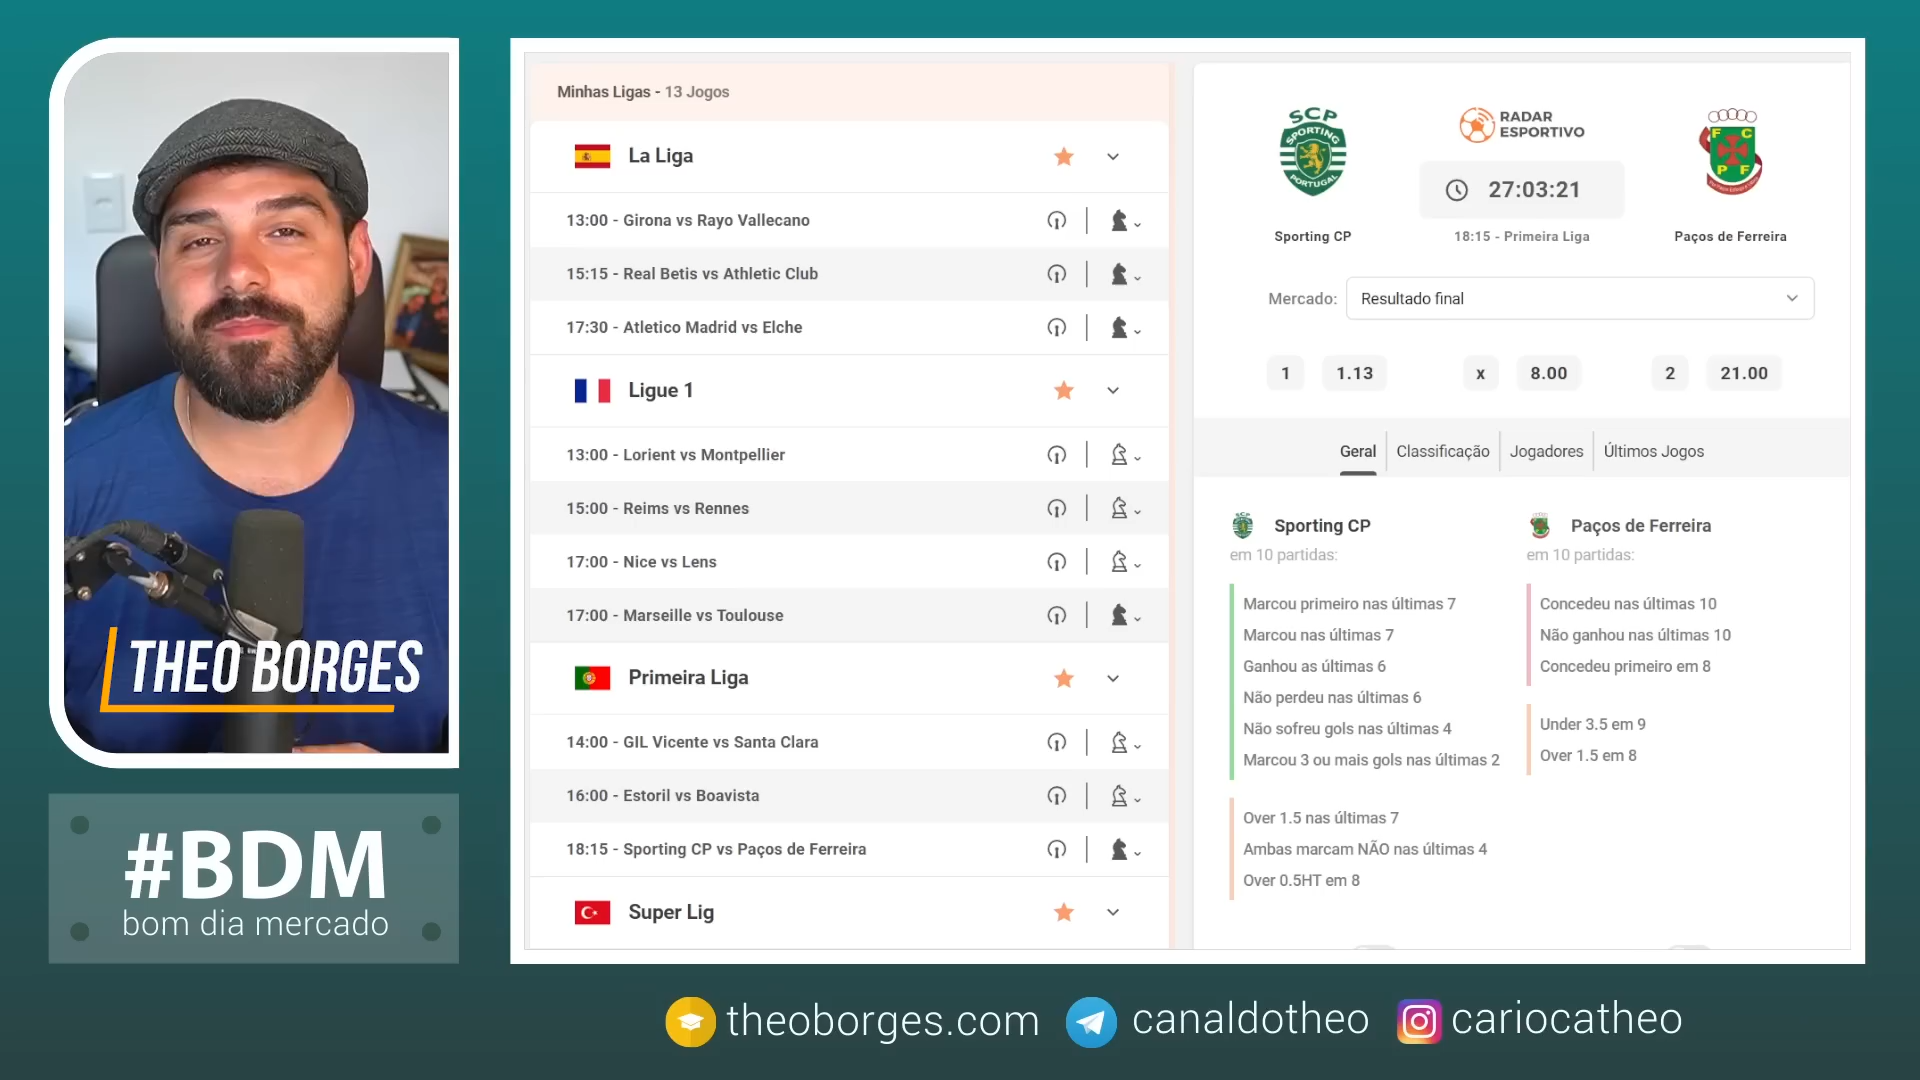 THEO BORGES
#BDM
bom dia mercado
Minhas Ligas - 13 Jogos
La Liga
13:00 - Girona vs Rayo Vallecano
15:15 - Real Betis vs Athletic Club
17:30 - Atletico Madrid vs Elche
Ligue 1
13:00 - Lorient vs Montpellier
15:00 - Reims vs Rennes
17:00 - Nice vs Lens
17:00 - Marseille vs Toulouse
Primeira Liga
14:00 - GIL Vicente vs Santa Clara
16:00 - Estoril vs Boavista
18:15 - Sporting CP vs Paços de Ferreira
Super Lig
SCP
SPORTING
PORTUGAL
RADAR
ESPORTIVO
F C
P F
27:03:21
Sporting CP
18:15 - Primeira Liga
Paços de Ferreira
Mercado: Resultado final
1 1.13 x 8.00 2 21.00
Geral Classificação Jogadores Últimos Jogos
Sporting CP
em 10 partidas:
Marcou primeiro nas últimas 7
Marcou nas últimas 7
Ganhou as últimas 6
Não perdeu nas últimas 6
Não sofreu gols nas últimas 4
Marcou 3 ou mais gols nas últimas 2
Over 1.5 nas últimas 7
Ambas marcam NÃO nas últimas 4
Over 0.5HT em 8
Paços de Ferreira
em 10 partidas:
Concedeu nas últimas 10
Não ganhou nas últimas 10
Concedeu primeiro em 8
Under 3.5 em 9
Over 1.5 em 8
theoborges.com canaldotheo cariocatheo